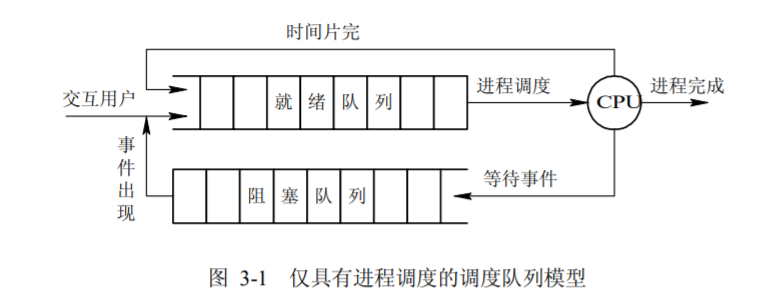 时间片完
交互用户
就绪队列
进程调度
CPU
进程完成
事件出现
阻塞队列
等待事件
图 3-1 仅具有进程调度的调度队列模型